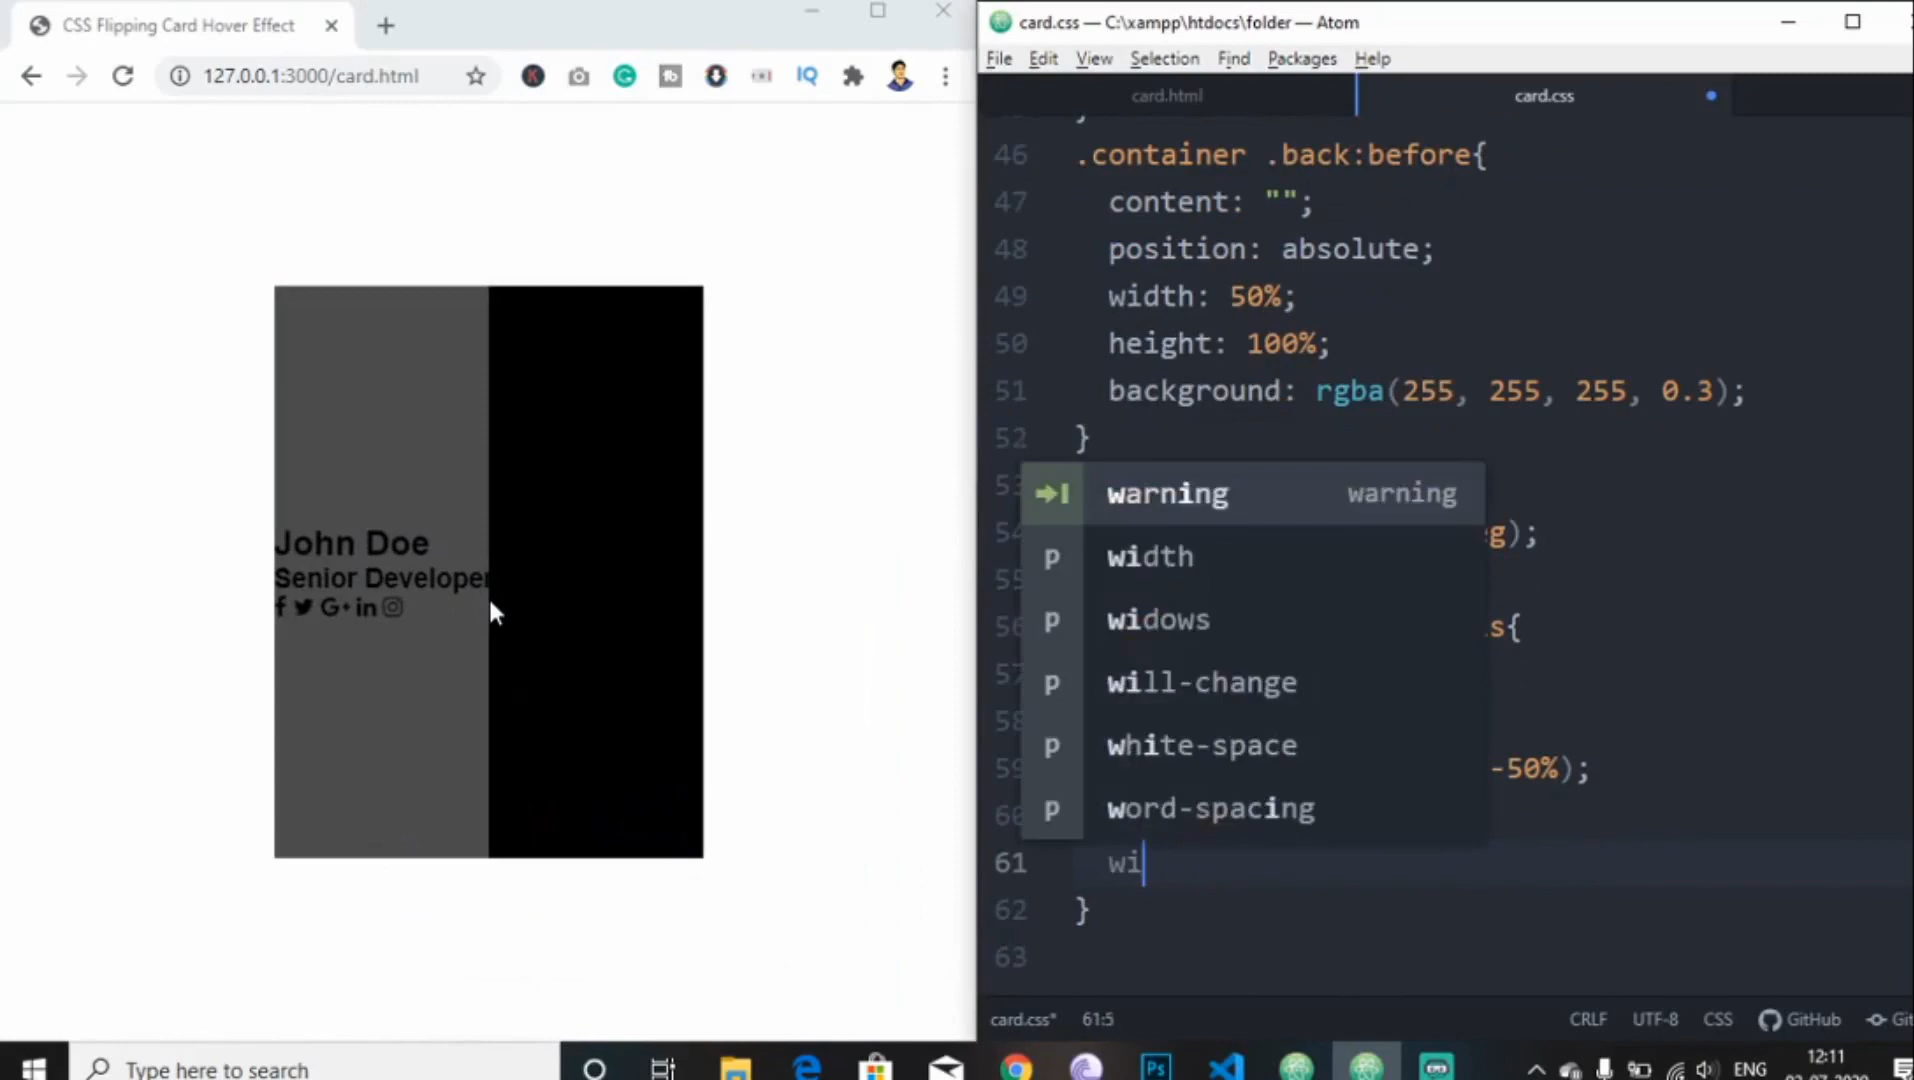 CSS Flipping Card Hover Effect
127.0.0.1:3000/card.html
John Doe
Senior Developer
G+ in
Type here to search
card.css — C:\xampp\htdocs\folder — Atom
File Edit View Selection Find Packages Help
card.html card.css
46 .container .back:before{
47 content: "";
48 position: absolute;
49 width: 50%;
50 height: 100%;
51 background: rgba(255, 255, 255, 0.3);
52 }
warning warning
g);
p width
p widows
s{
p will-change
p white-space
-50%);
p word-spacing
61 wi
62 }
63
card.css* 61:5 CRLF UTF-8 CSS GitHub Git
Ps ENG 12:11